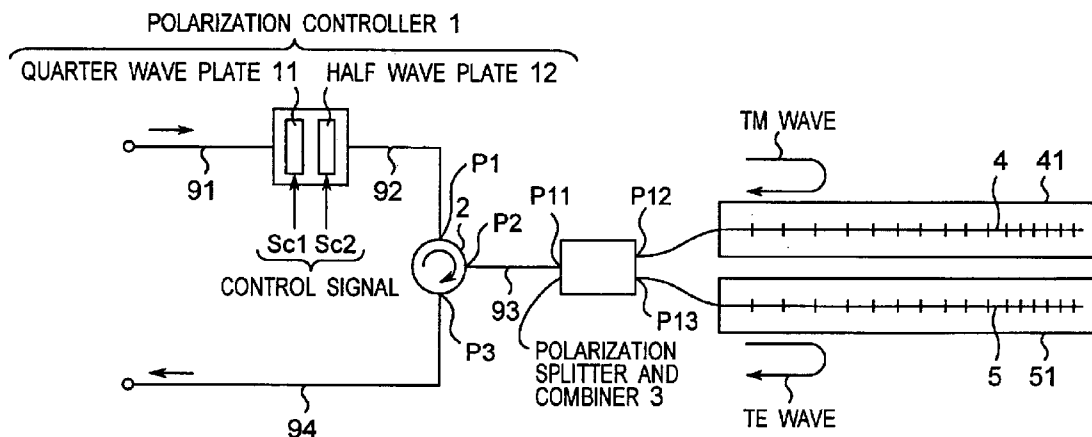 POLARIZATION CONTROLLER 1
QUARTER WAVE PLATE 11
HALF WAVE PLATE 12
91
92
Sc1 Sc2
CONTROL SIGNAL
P1
2
P2
P3
93
94
P11
P12
P13
POLARIZATION
SPLITTER AND
COMBINER 3
TM WAVE
4
41
5
51
TE WAVE